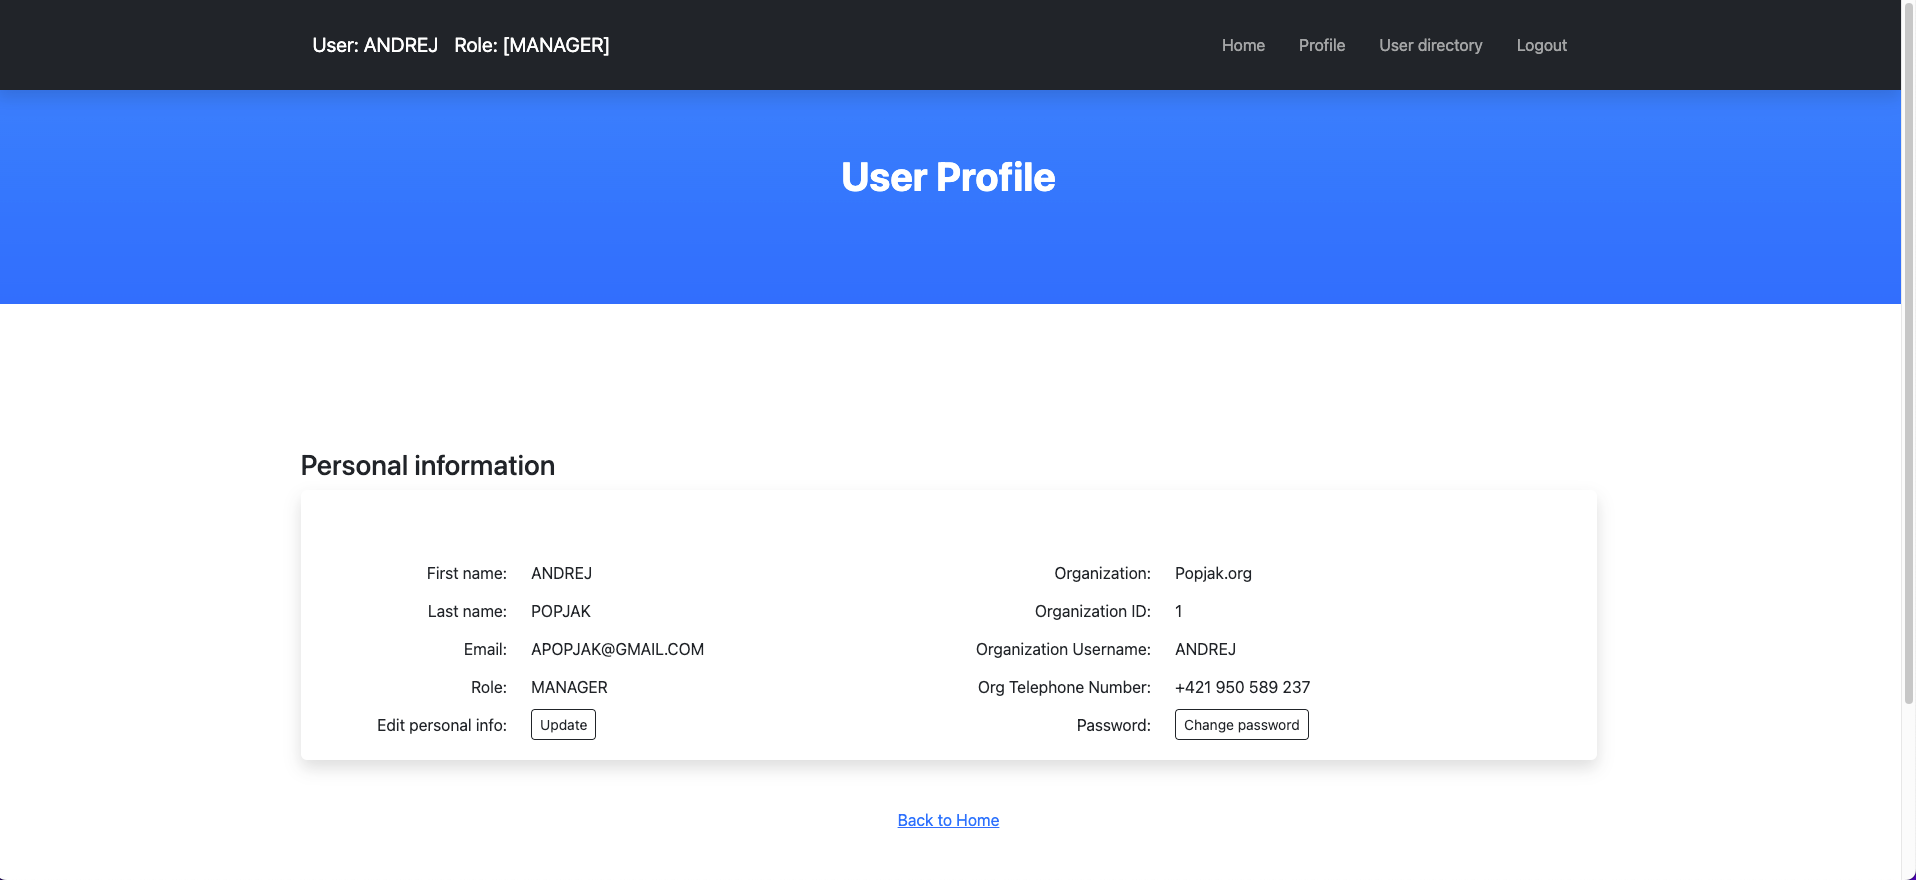 User: ANDREJ Role: [MANAGER]
Home Profile User directory Logout
User Profile
Personal information
First name: ANDREJ
Last name: POPJAK
Email: APOPJAK@GMAIL.COM
Role: MANAGER
Edit personal info: Update
Organization: Popjak.org
Organization ID: 1
Organization Username: ANDREJ
Org Telephone Number: +421 950 589 237
Password: Change password
Back to Home